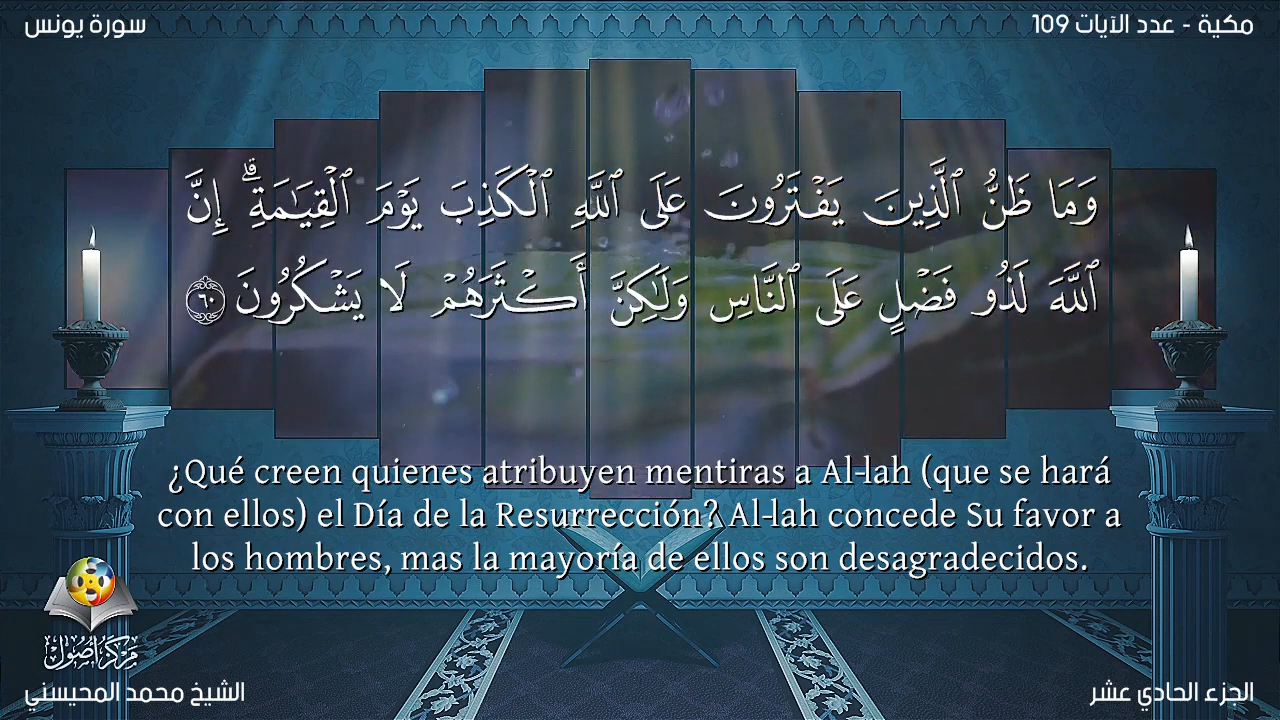 سورة يونس
مكية - عدد الآيات 109
وَمَا ظَنُّ ٱلَّذِينَ يَفْتَرُونَ عَلَى ٱللَّهِ ٱلْكَذِبَ يَوْمَ ٱلْقِيَـٰمَةِ ۗ إِنَّ
ٱللَّهَ لَذُو فَضْلٍ عَلَى ٱلنَّاسِ وَلَـٰكِنَّ أَكْثَرَهُمْ لَا يَشْكُرُونَ ٦٠
¿Qué creen quienes atribuyen mentiras a Al-lah (que se hará
con ellos) el Día de la Resurrección? Al-lah concede Su favor a
los hombres, mas la mayoría de ellos son desagradecidos.
مركز أصول
الشيخ محمد المحيسني
الجزء الحادي عشر